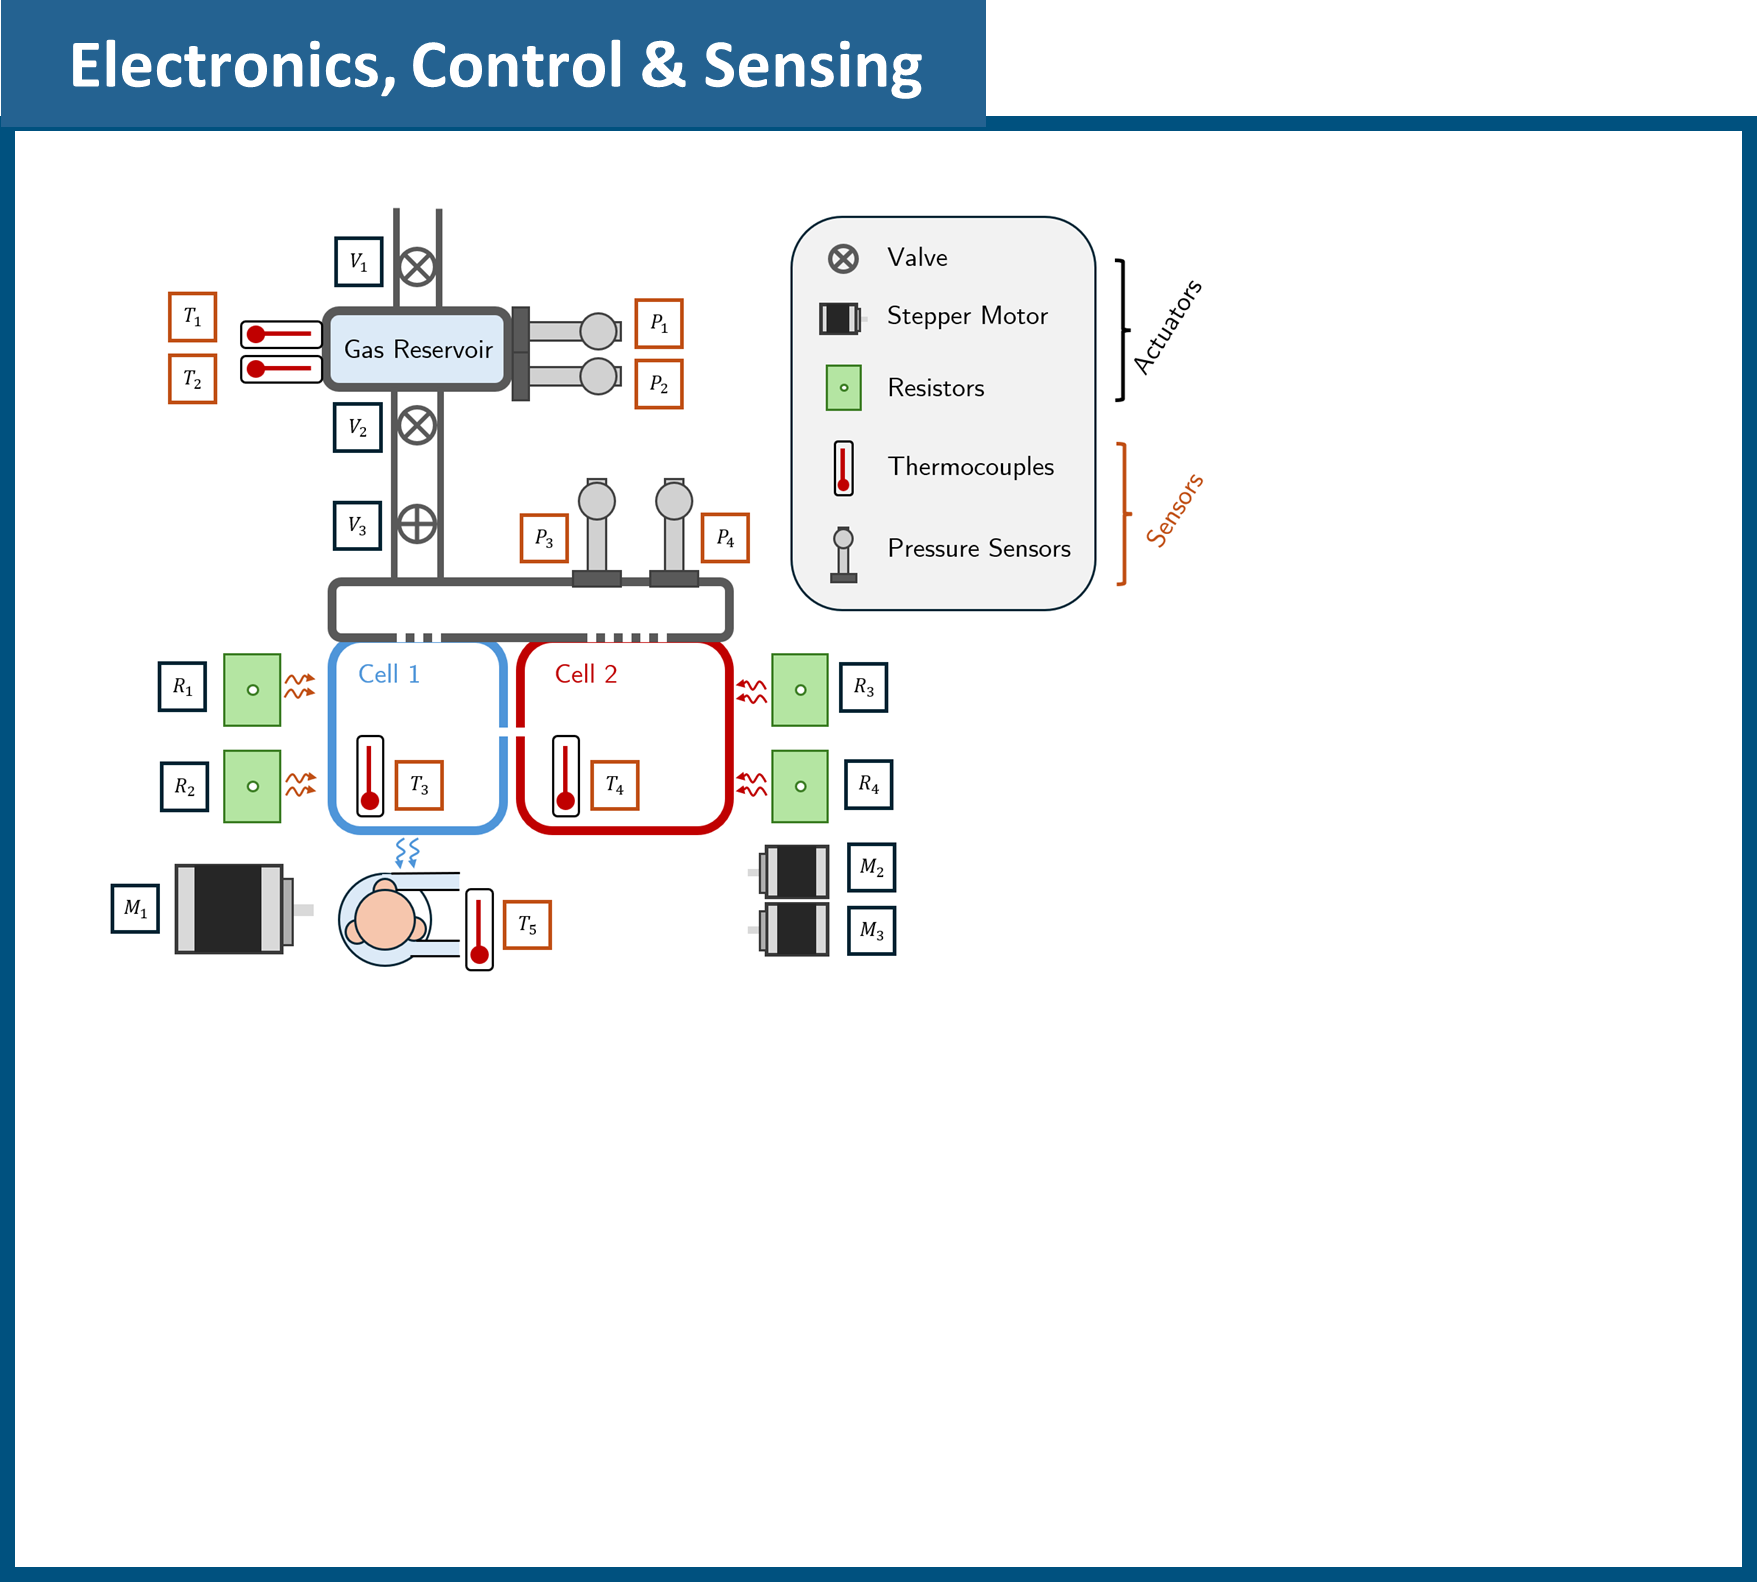 Electronics, Control & Sensing
V1
T1
T2
Gas Reservoir
P1
P2
V2
V3
P3
P4
Valve
Stepper Motor
Resistors
Thermocouples
Pressure Sensors
Actuators
Sensors
Cell 1
Cell 2
R1
R2
R3
R4
T3
T4
M1
T5
M2
M3